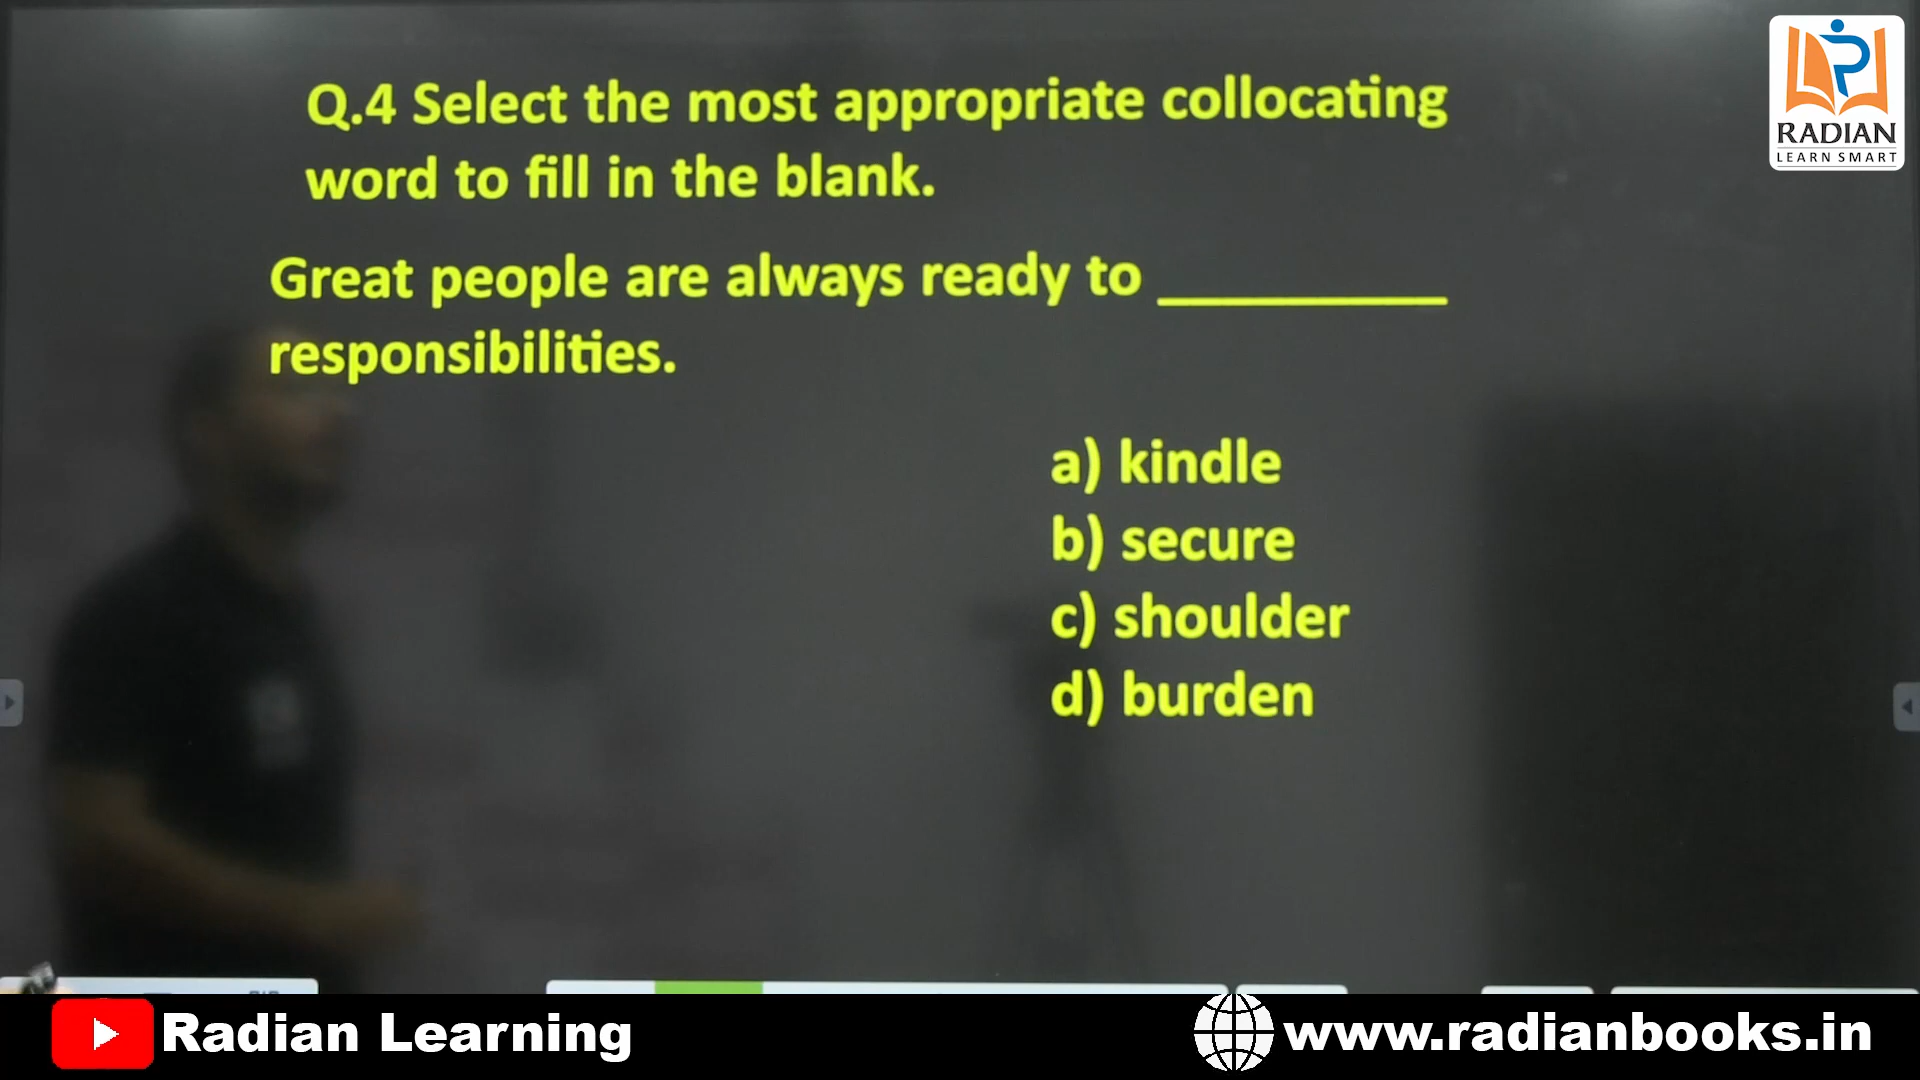 Q.4 Select the most appropriate collocating
word to fill in the blank.
Great people are always ready to __________
responsibilities.
a) kindle
b) secure
c) shoulder
d) burden
RADIAN
LEARN SMART
Radian Learning
www.radianbooks.in